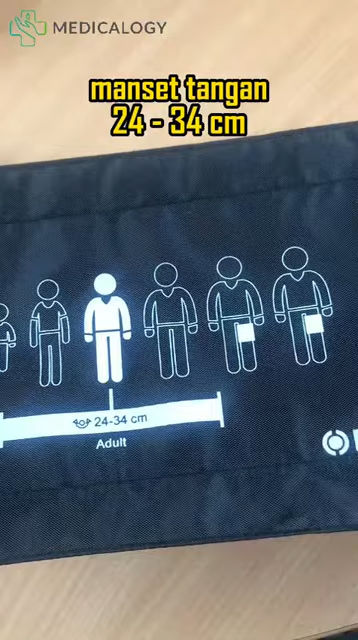 MEDICALOGY
manset tangan
24 - 34 cm
24-34 cm
Adult